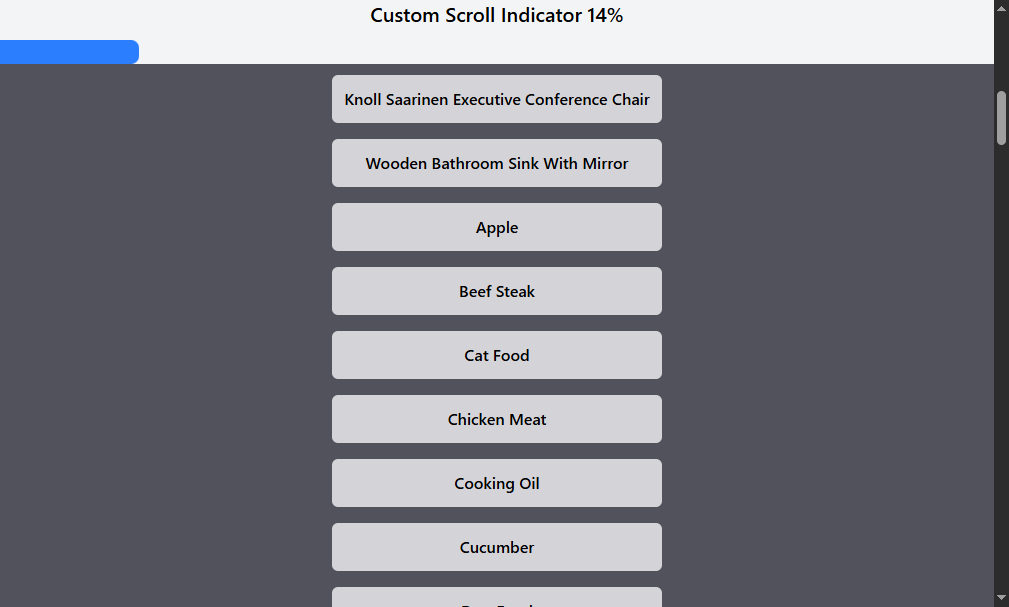 Custom Scroll Indicator 14%
Knoll Saarinen Executive Conference Chair
Wooden Bathroom Sink With Mirror
Apple
Beef Steak
Cat Food
Chicken Meat
Cooking Oil
Cucumber